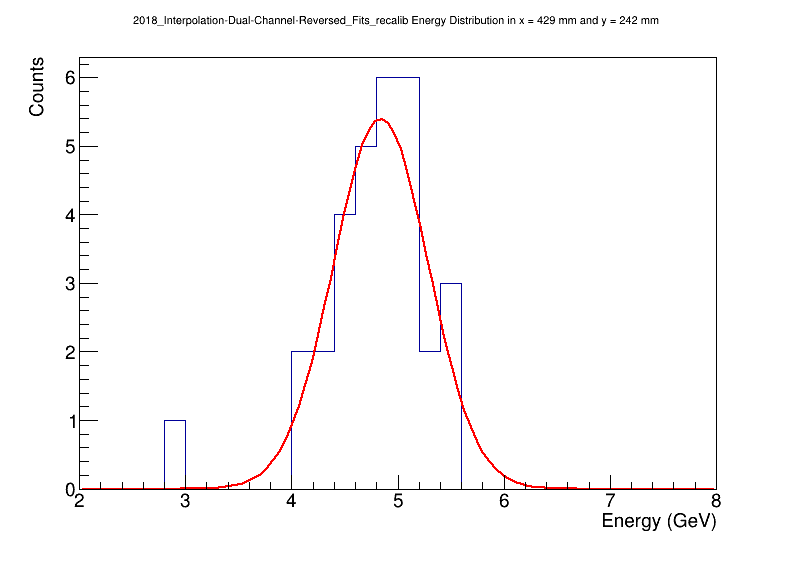 2018_Interpolation-Dual-Channel-Reversed_Fits_recalib Energy Distribution in x = 429 mm and y = 242 mm
Counts
6
5
4
3
2
1
0
2 3 4 5 6 7 8
Energy (GeV)